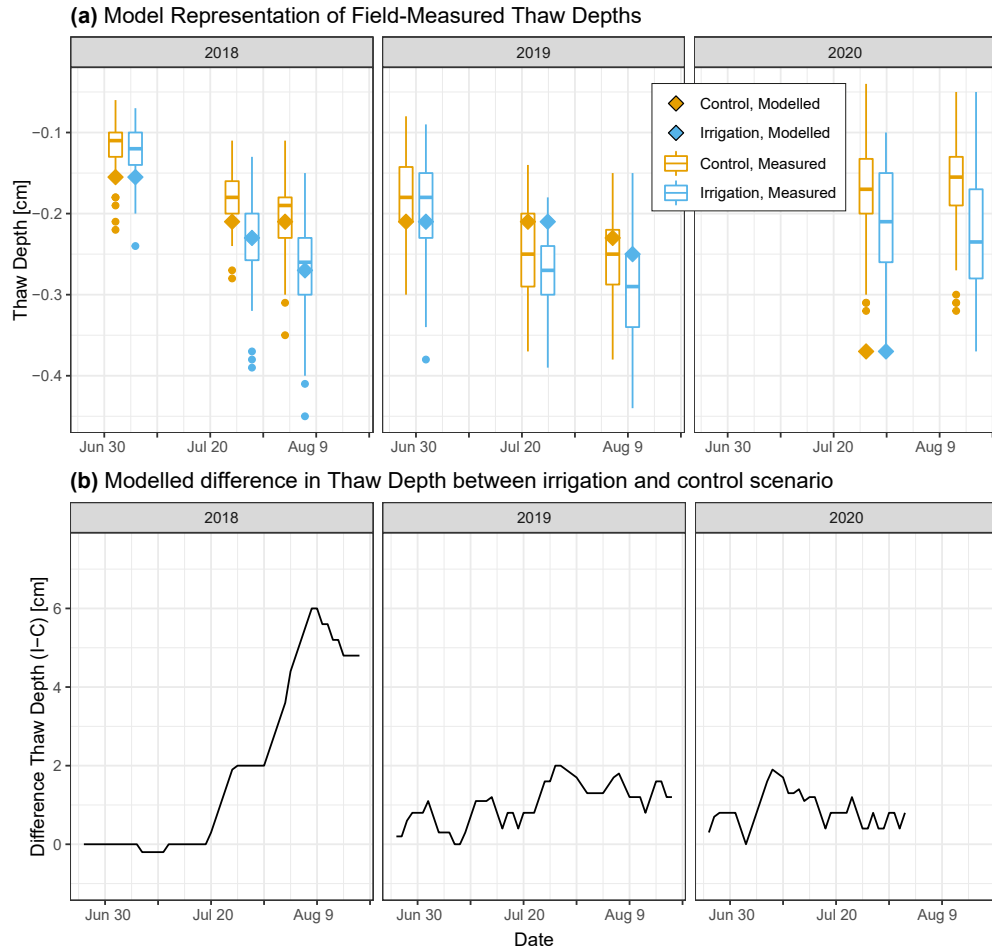 (a) Model Representation of Field-Measured Thaw Depths
2018
2019
2020
Control, Modelled
Irrigation, Modelled
Control, Measured
Irrigation, Measured
Thaw Depth [cm]
−0.1
−0.2
−0.3
−0.4
Jun 30
Jul 20
Aug 9
Jun 30
Jul 20
Aug 9
Jun 30
Jul 20
Aug 9
(b) Modelled difference in Thaw Depth between irrigation and control scenario
2018
2019
2020
Difference Thaw Depth (I−C) [cm]
6
4
2
0
Jun 30
Jul 20
Aug 9
Jun 30
Jul 20
Aug 9
Jun 30
Jul 20
Aug 9
Date